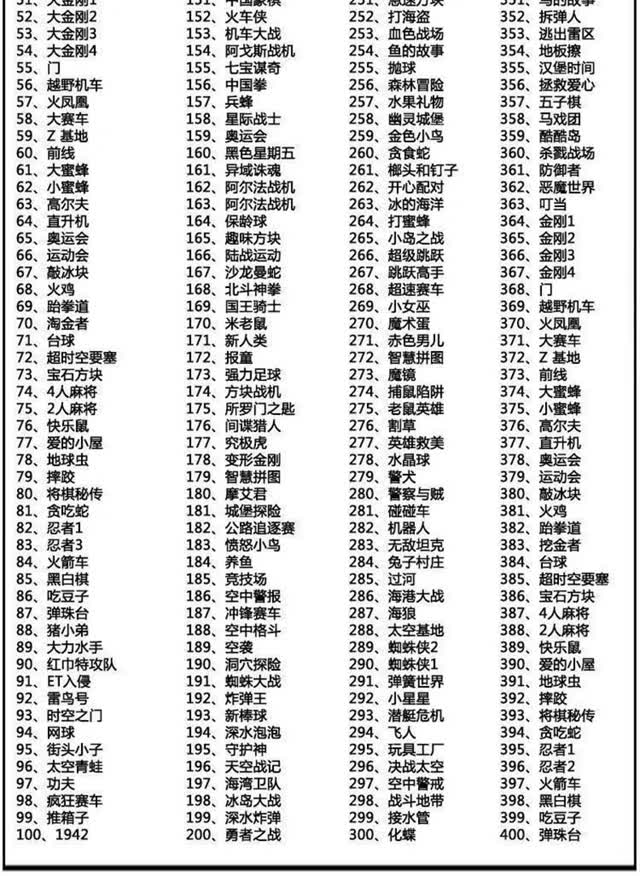 52、大金刚2
53、大金刚3
54、大金刚4
55、门
56、越野机车
57、火凤凰
58、大赛车
59、Z 基地
60、前线
61、大蜜蜂
62、小蜜蜂
63、高尔夫
64、直升机
65、奥运会
66、运动会
67、敲冰块
68、火鸡
69、跆拳道
70、淘金者
71、台球
72、超时空要塞
73、宝石方块
74、4人麻将
75、2人麻将
76、快乐鼠
77、爱的小屋
78、地球虫
79、摔跤
80、将棋秘传
81、贪吃蛇
82、忍者1
83、忍者3
84、火箭车
85、黑白棋
86、吃豆子
87、弹珠台
88、猪小弟
89、大力水手
90、红巾特攻队
91、ET入侵
92、雷鸟号
93、时空之门
94、网球
95、街头小子
96、太空青蛙
97、功夫
98、疯狂赛车
99、推箱子
100、1942
152、火车侠
153、机车大战
154、阿戈斯战机
155、七宝谋奇
156、中国拳
157、兵蜂
158、星际战士
159、奥运会
160、黑色星期五
161、异域诛魂
162、阿尔法战机
163、阿尔法战机
164、保龄球
165、趣味方块
166、陆战运动
167、沙龙曼蛇
168、北斗神拳
169、国王骑士
170、米老鼠
171、新人类
172、报童
173、强力足球
174、方块战机
175、所罗门之匙
176、间谍猎人
177、究极虎
178、变形金刚
179、智慧拼图
180、摩艾君
181、城堡探险
182、公路追逐赛
183、愤怒小鸟
184、养鱼
185、竞技场
186、空中警报
187、冲锋赛车
188、空中格斗
189、空袭
190、洞穴探险
191、蜘蛛大战
192、炸弹王
193、新棒球
194、深水泡泡
195、守护神
196、天空战记
197、海湾卫队
198、冰岛大战
199、深水炸弹
200、勇者之战
252、打海盗
253、血色战场
254、鱼的故事
255、抛球
256、森林冒险
257、水果礼物
258、幽灵城堡
259、金色小鸟
260、贪食蛇
261、榔头和钉子
262、开心配对
263、冰的海洋
264、打蜜蜂
265、小岛之战
266、超级跳跃
267、跳跃高手
268、超速赛车
269、小女巫
270、魔术蛋
271、赤色男儿
272、智慧拼图
273、魔镜
274、捕鼠陷阱
275、老鼠英雄
276、割草
277、英雄救美
278、水晶球
279、警犬
280、警察与贼
281、碰碰车
282、机器人
283、无敌坦克
284、兔子村庄
285、过河
286、海港大战
287、海狼
288、太空基地
289、蜘蛛侠2
290、蜘蛛侠1
291、弹簧世界
292、小星星
293、潜艇危机
294、飞人
295、玩具工厂
296、决战太空
297、空中警戒
298、战斗地带
299、接水管
300、化蝶
352、拆弹人
353、逃出雷区
354、地板擦
355、汉堡时间
356、拯救爱心
357、五子棋
358、马戏团
359、酷酷岛
360、杀戮战场
361、防御者
362、恶魔世界
363、叮当
364、金刚1
365、金刚2
366、金刚3
367、金刚4
368、门
369、越野机车
370、火凤凰
371、大赛车
372、Z 基地
373、前线
374、大蜜蜂
375、小蜜蜂
376、高尔夫
377、直升机
378、奥运会
379、运动会
380、敲冰块
381、火鸡
382、跆拳道
383、挖金者
384、台球
385、超时空要塞
386、宝石方块
387、4人麻将
388、2人麻将
389、快乐鼠
390、爱的小屋
391、地球虫
392、摔跤
393、将棋秘传
394、贪吃蛇
395、忍者1
396、忍者2
397、火箭车
398、黑白棋
399、吃豆子
400、弹珠台